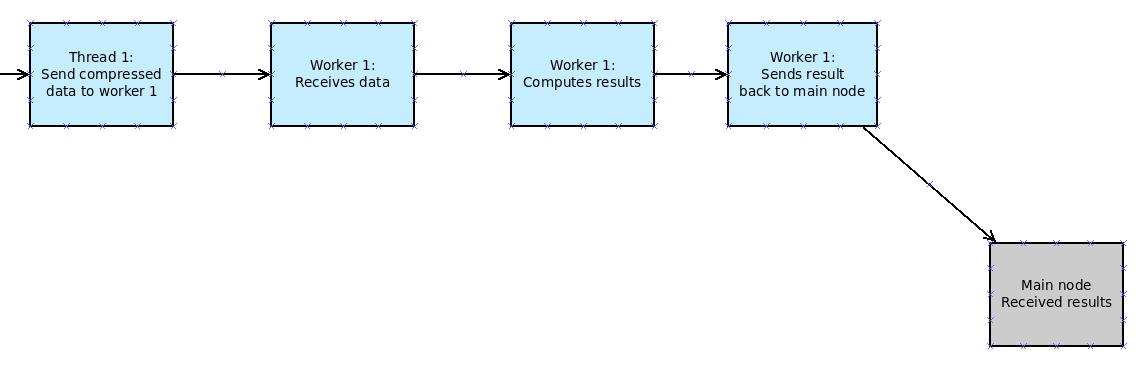 Thread 1:
Send compressed
data to worker 1
Worker 1:
Receives data
Worker 1:
Computes results
Worker 1:
Sends result
back to main node
Main node
Received results